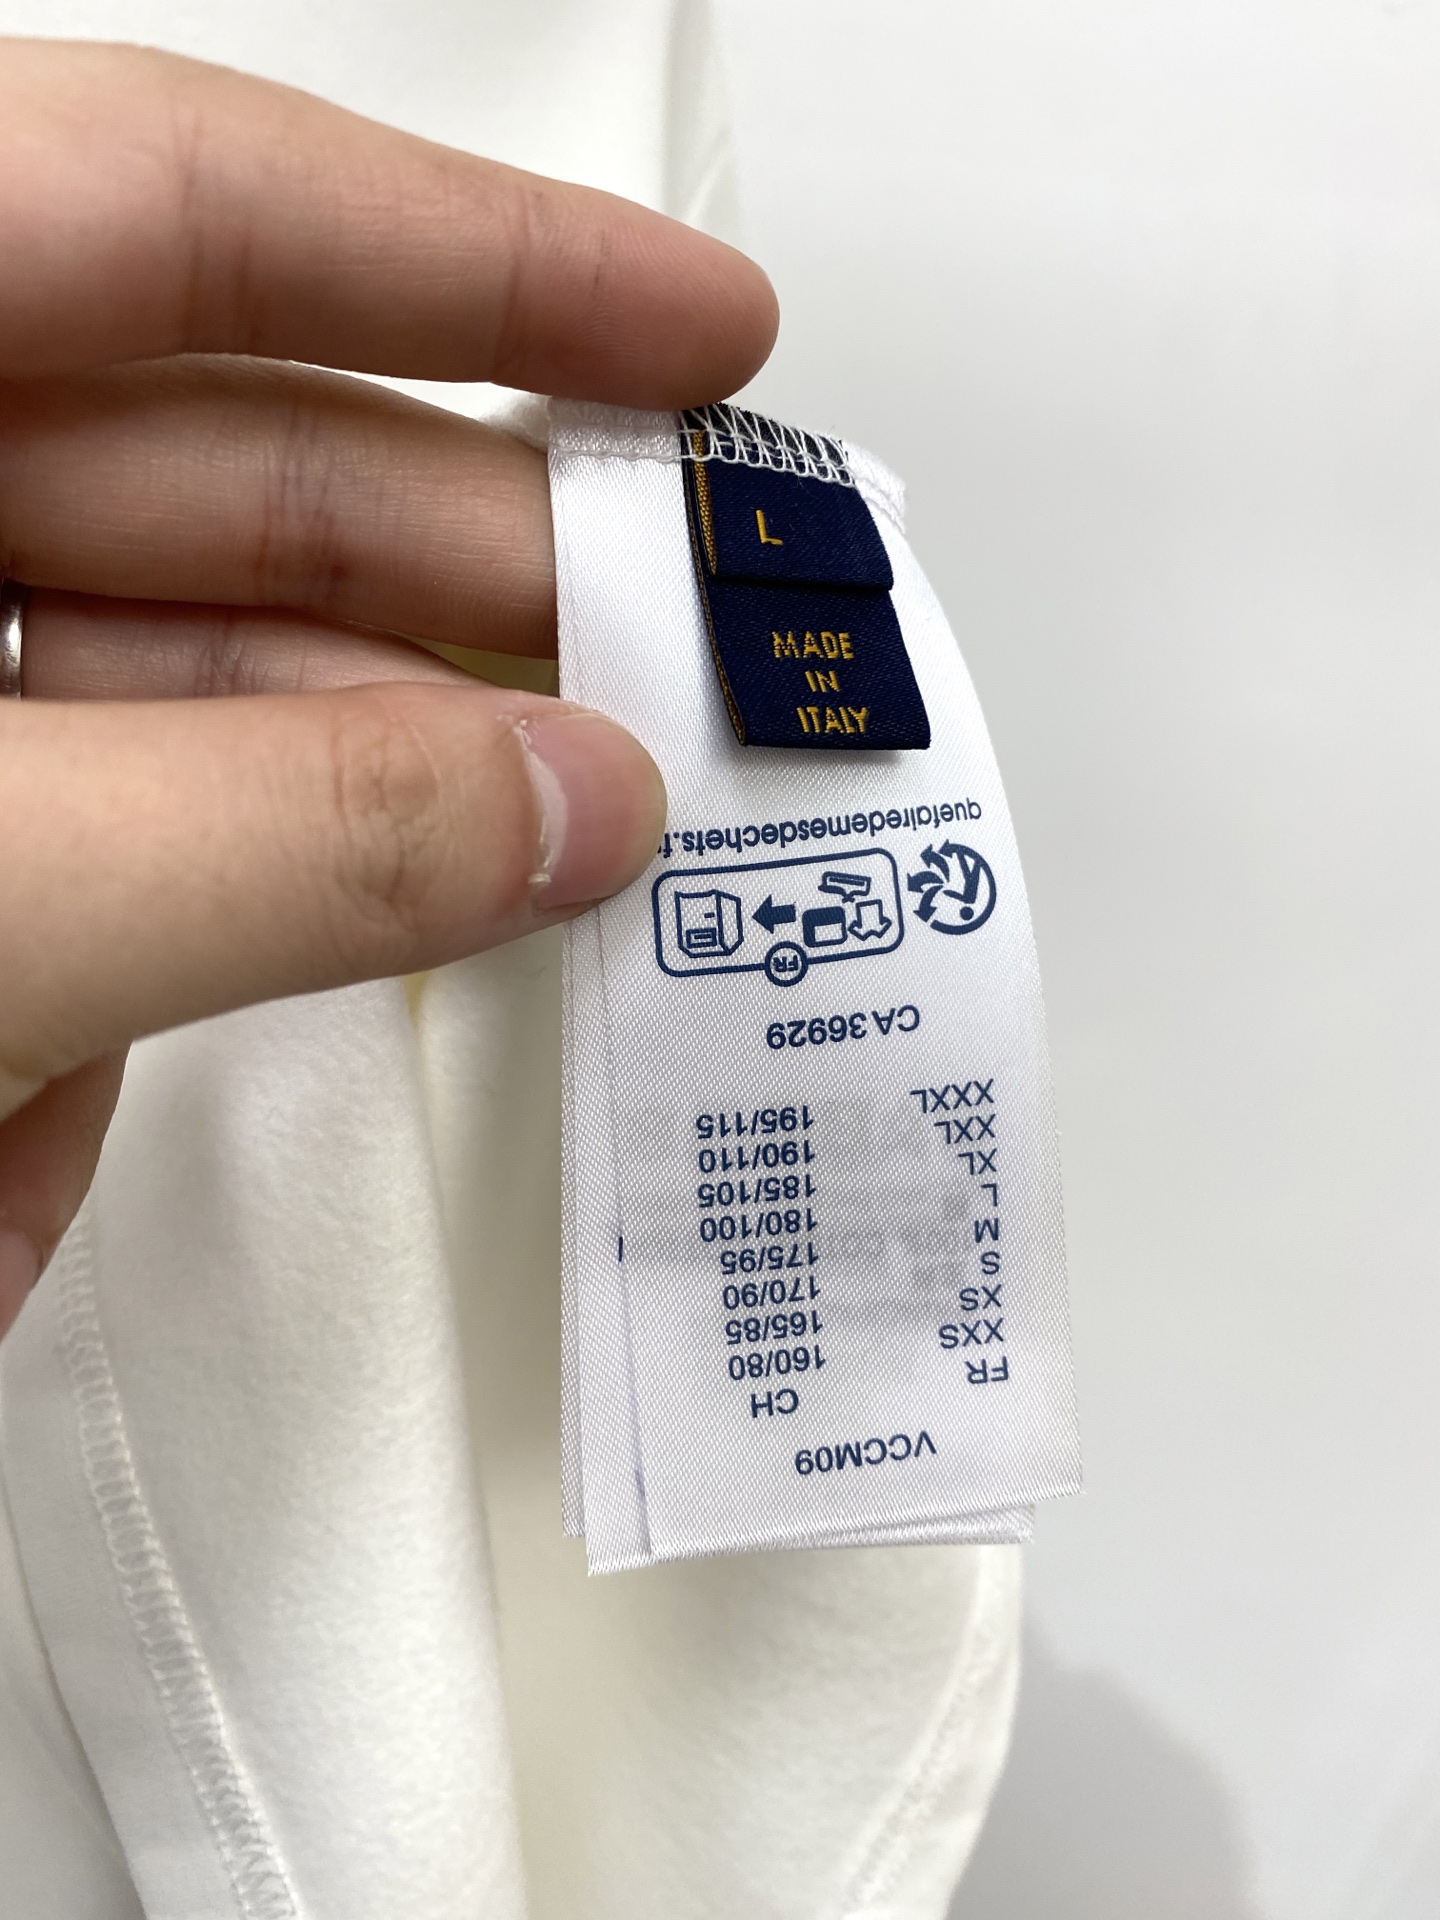 L
MADE
IN
ITALY
VCCM09
FR CH
XXS 160/80
XS 165/85
S 170/90
M 175/95
L 180/100
XL 185/105
XXL 190/110
XXXL 195/115
CA 36929
FR
quefairedemesdechets.fr